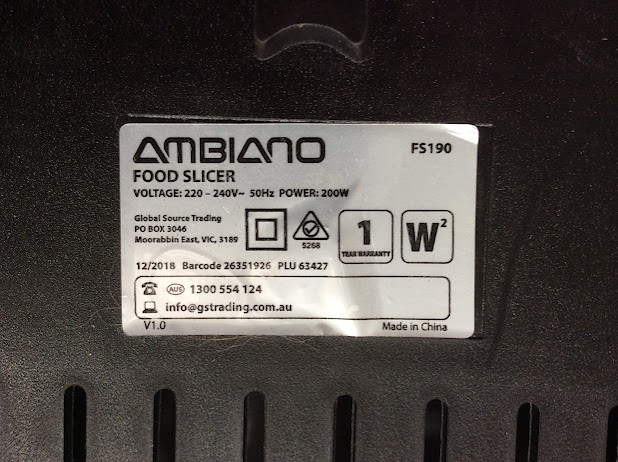 AMBIANO
FS190
FOOD SLICER
VOLTAGE: 220 – 240V~ 50Hz POWER: 200W
Global Source Trading
PO BOX 3046
Moorabbin East, VIC, 3189
5268
1
YEAR WARRANTY
W²
12/2018 Barcode 26351926 PLU 63427
AUS 1300 554 124
info@gstrading.com.au
V1.0
Made in China